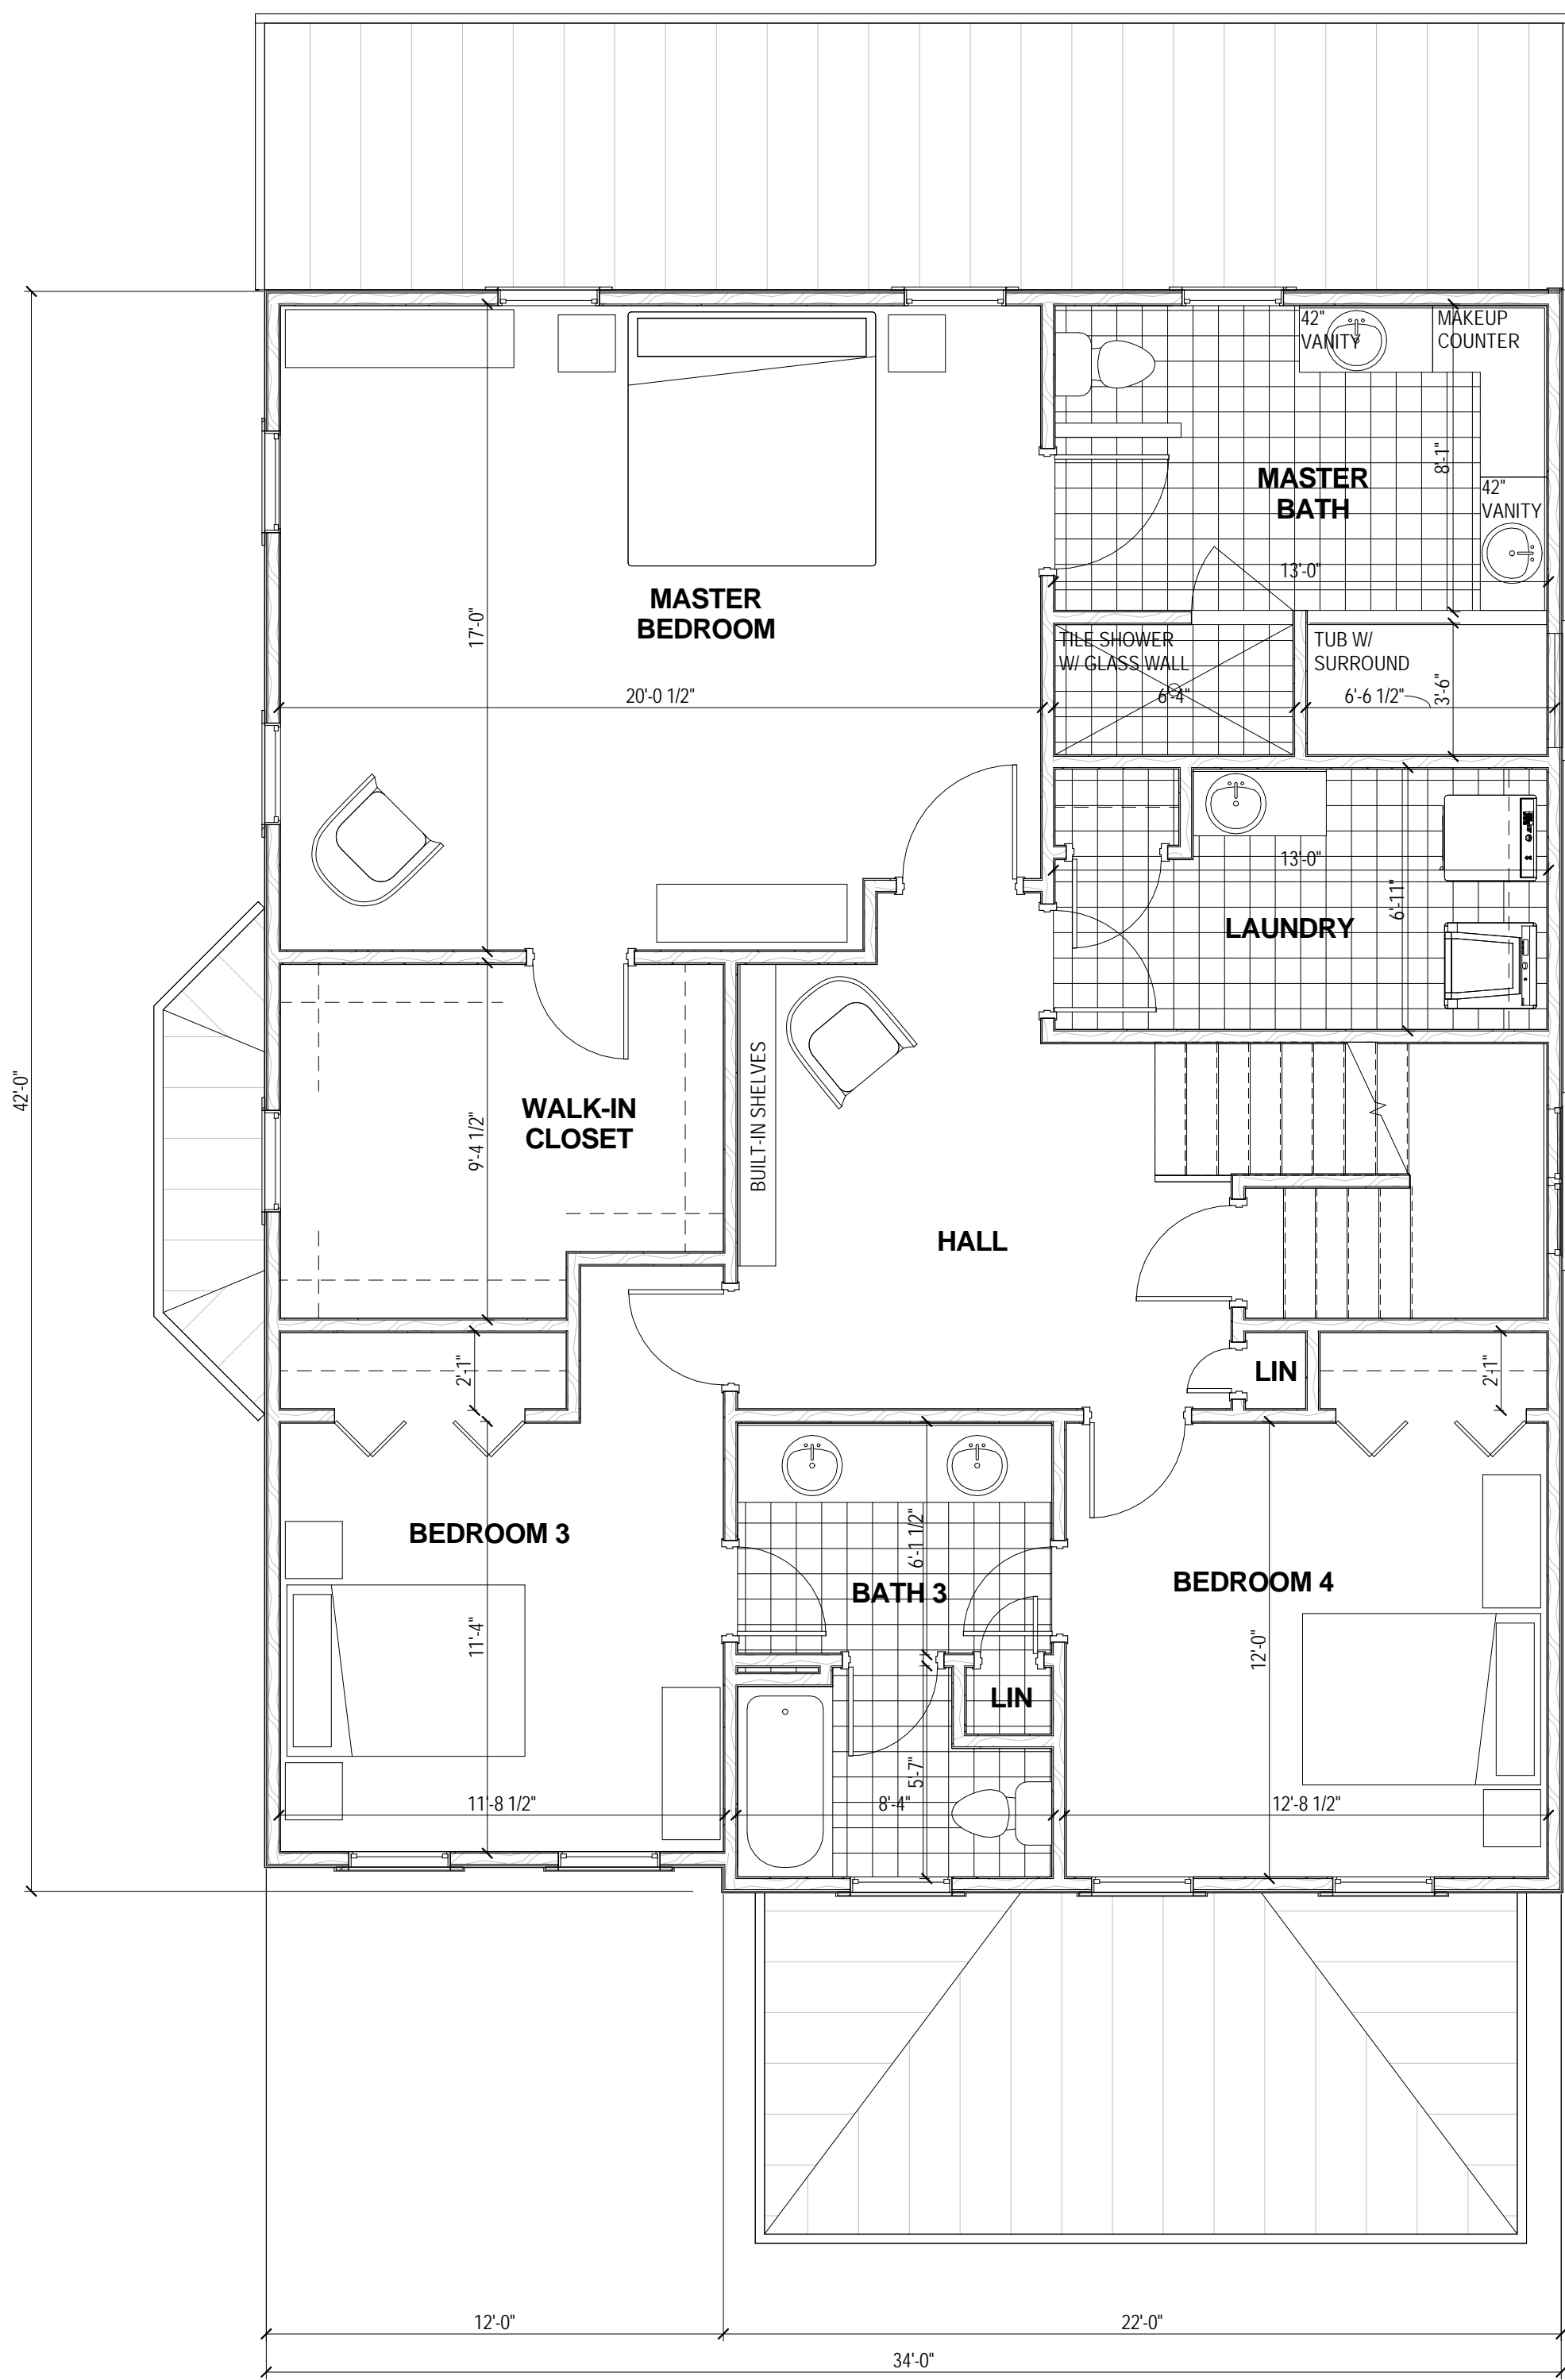 42"
VANITY
MAKEUP
COUNTER
8'-1"
MASTER
BATH
42"
VANITY
13'-0"
MASTER
BEDROOM
17'-0"
20'-0 1/2"
TILE SHOWER
W/ GLASS WALL
6'-4"
TUB W/
SURROUND
6'-6 1/2"
3'-6"
13'-0"
6'-11"
LAUNDRY
42'-0"
WALK-IN
CLOSET
9'-4 1/2"
BUILT-IN SHELVES
HALL
2'-1"
LIN
2'-1"
BEDROOM 3
11'-4"
6'-1 1/2"
BATH 3
BEDROOM 4
12'-0"
LIN
5'-7"
11'-8 1/2"
8'-4"
12'-8 1/2"
12'-0"
22'-0"
34'-0"